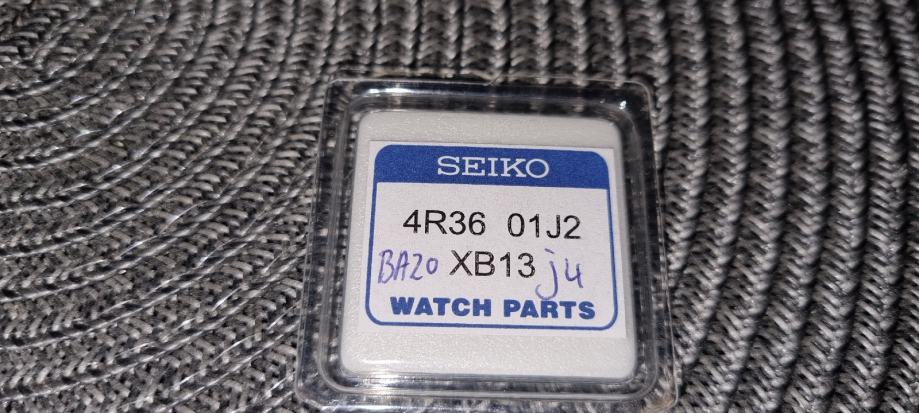 SEIKO
4R36 01J2
BA20 XB13 j4
WATCH PARTS